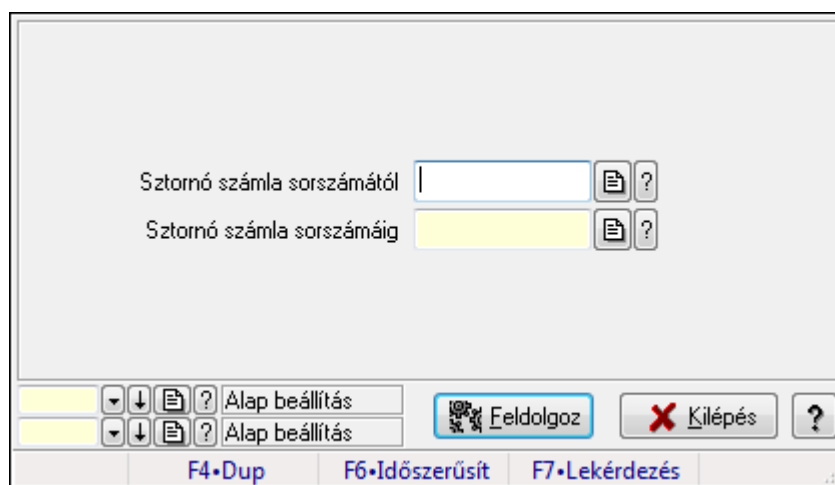 Sztornó számla sorszámától ?
Sztornó számla sorszámáig ?
? Alap beállítás
? Alap beállítás
Feldolgoz Kilépés ?
F4•Dup F6•Időszerűsít F7•Lekérdezés